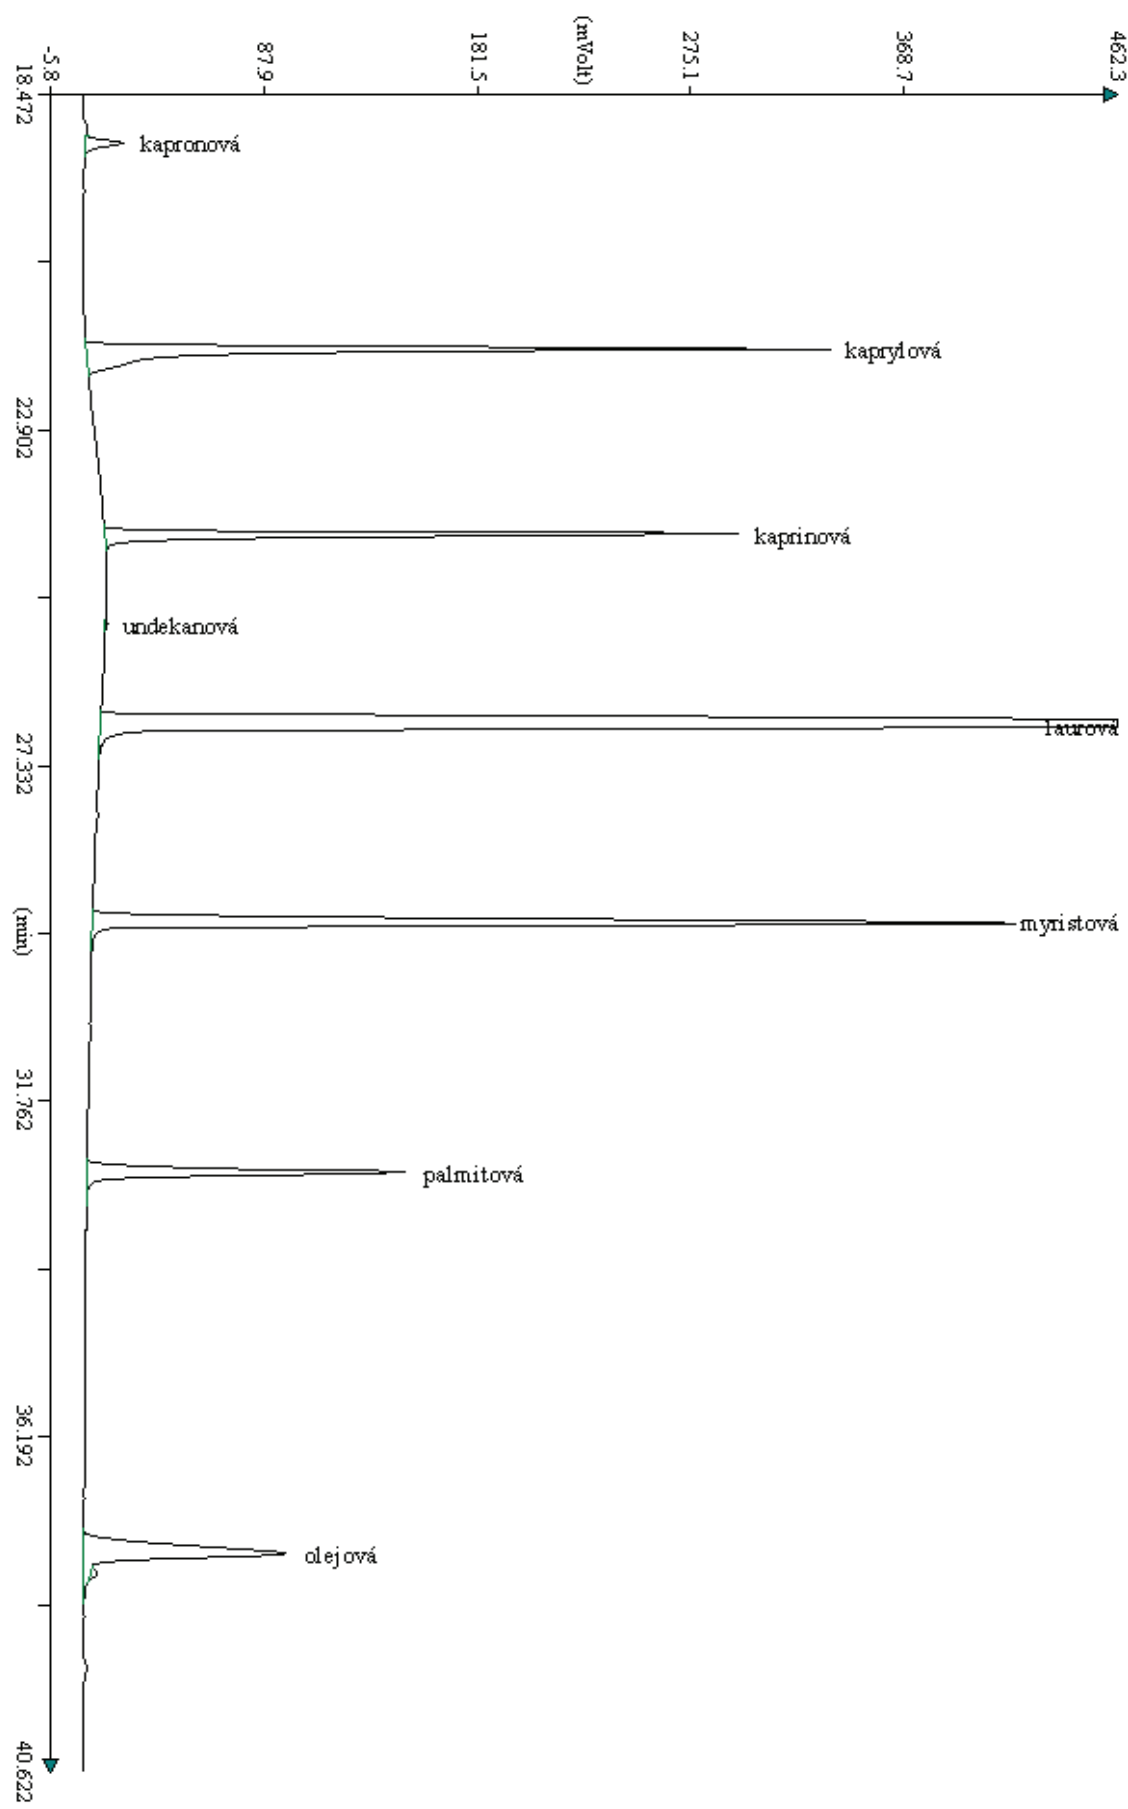 462.3
368.7
275.1
(mVolt)
181.5
87.9
-5.8
18.472
22.902
27.332
(min)
31.762
36.192
40.622
kapronová
kaprylová
kaprinová
undekanová
laurová
myristová
palmitová
olejová